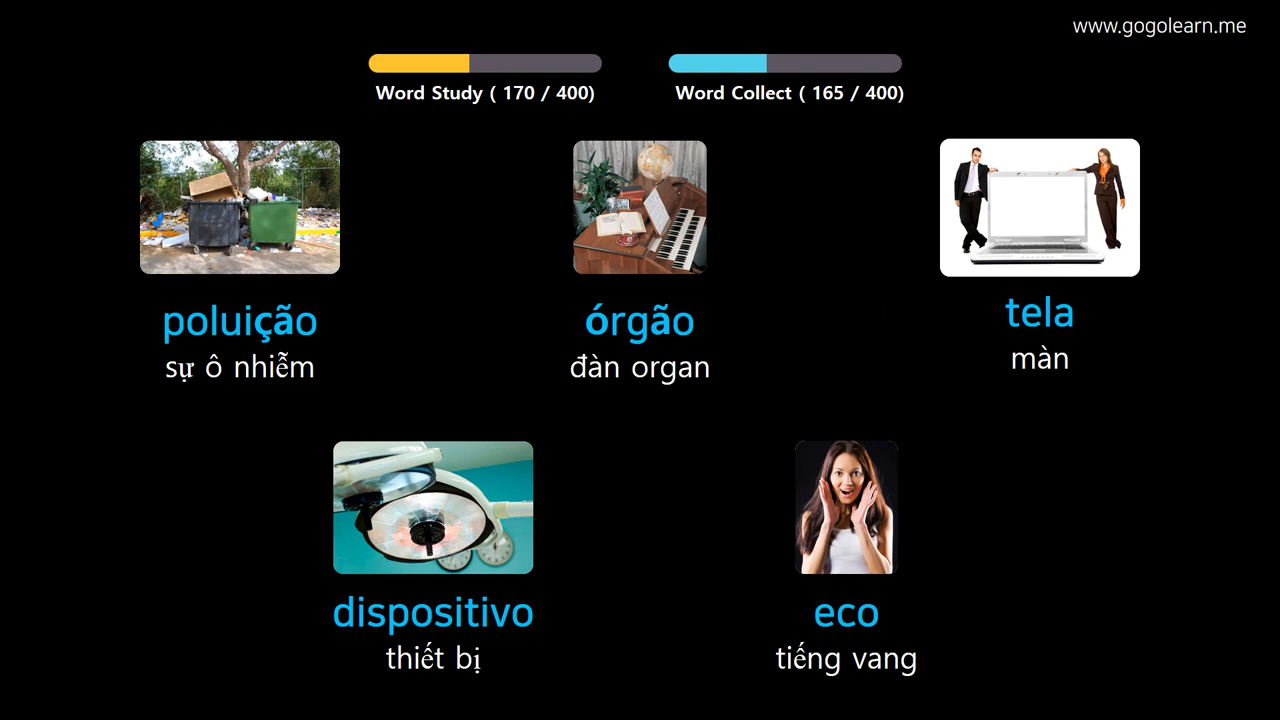 www.gogolearn.me
Word Study ( 170 / 400)
Word Collect ( 165 / 400)
poluição
sự ô nhiễm
órgão
đàn organ
tela
màn
dispositivo
thiết bị
eco
tiếng vang